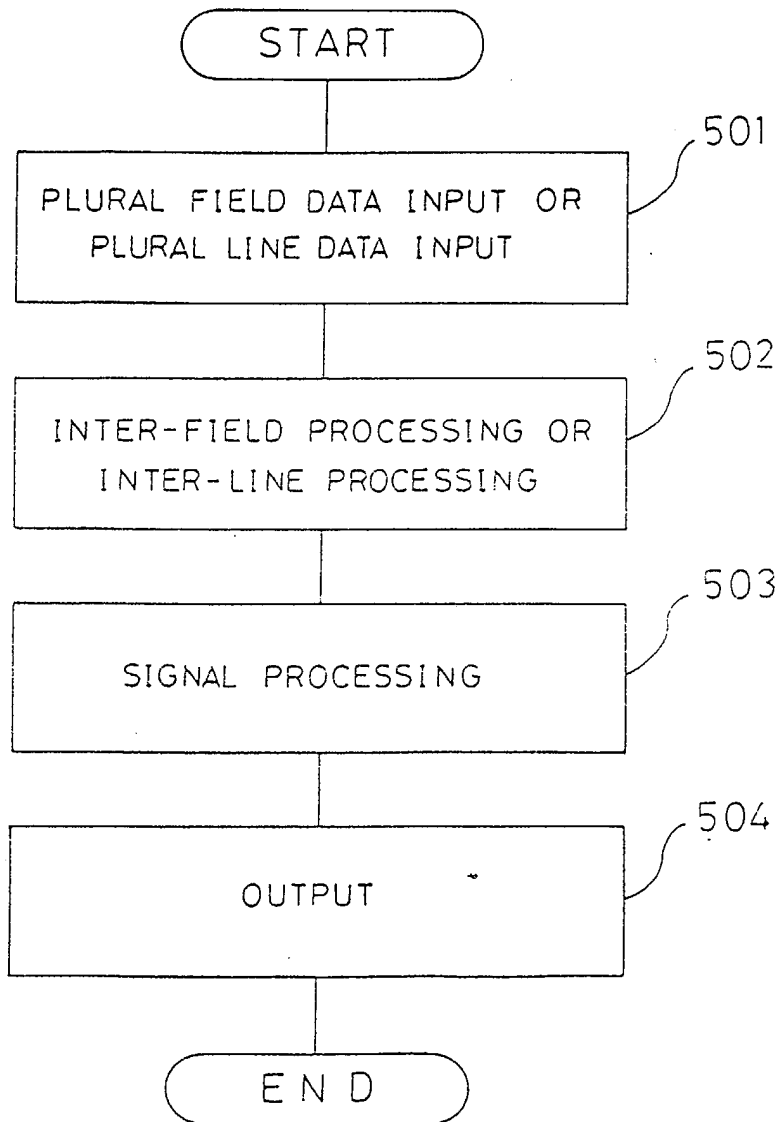 START
501
PLURAL FIELD DATA INPUT OR
PLURAL LINE DATA INPUT
502
INTER-FIELD PROCESSING OR
INTER-LINE PROCESSING
503
SIGNAL PROCESSING
504
OUTPUT
END